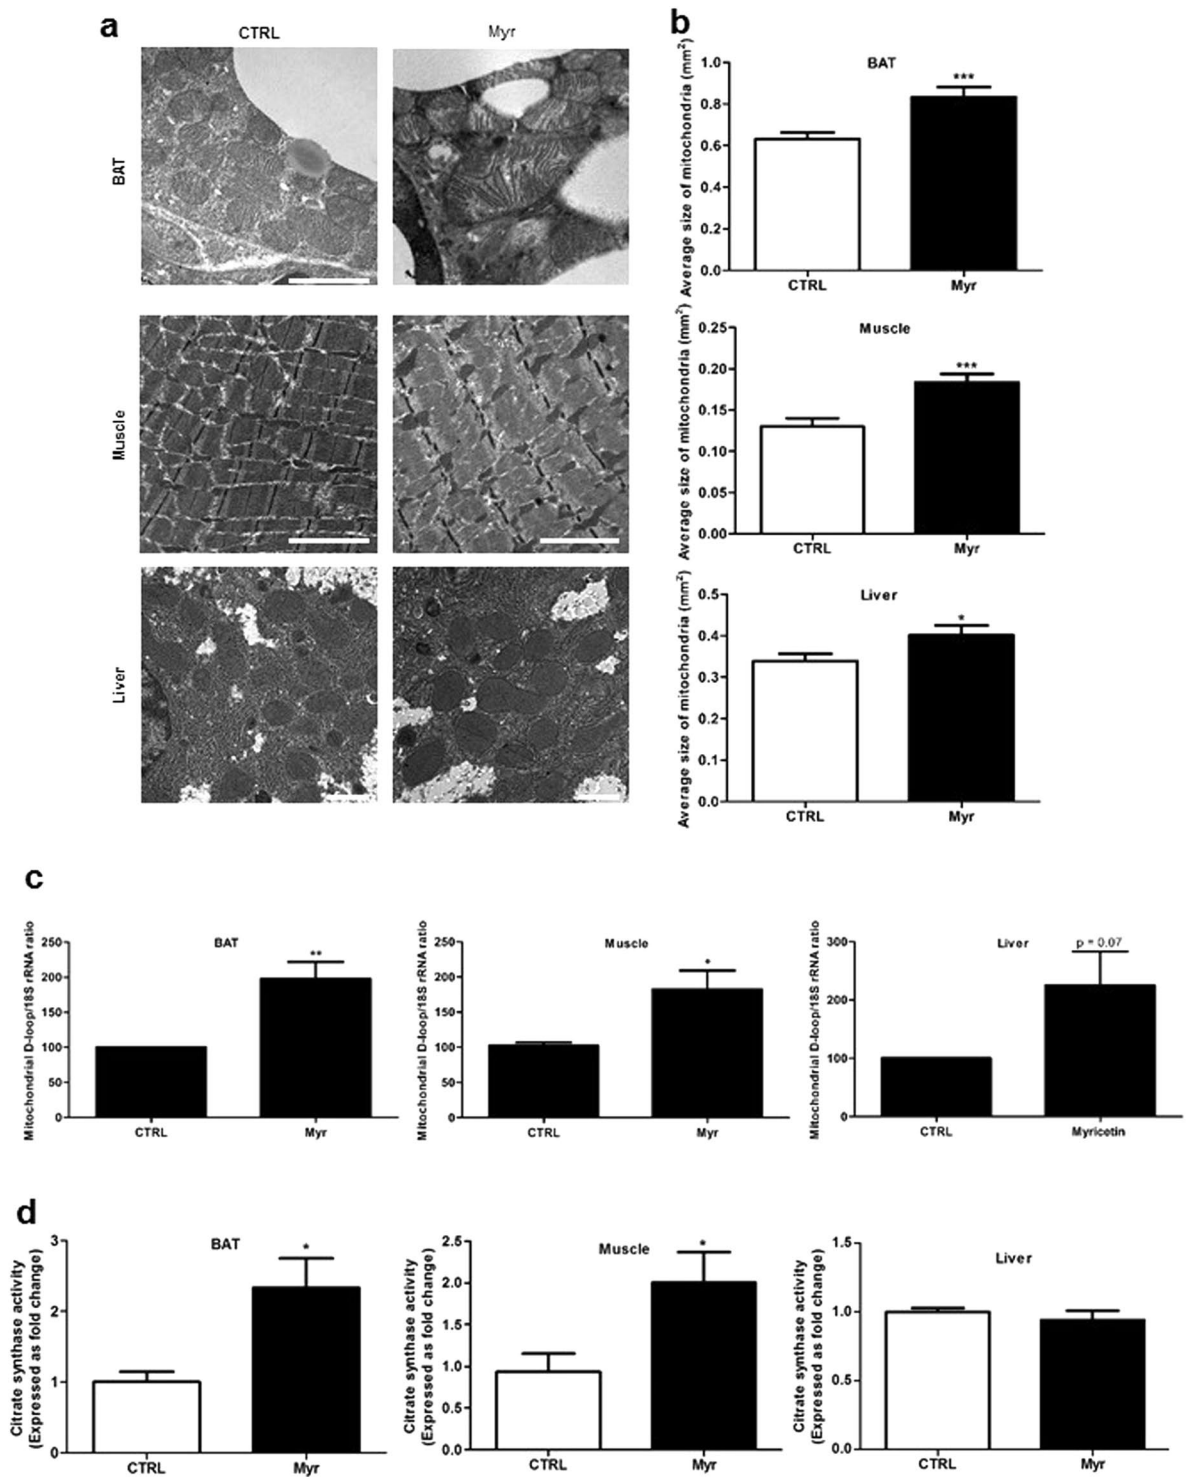 a
CTRL
Myr
BAT
Muscle
Liver
b
BAT
Average size of mitochondria (mm²)
1.0
0.8
0.6
0.4
0.2
0.0
***
CTRL
Myr
Muscle
Average size of mitochondria (mm²)
0.25
0.20
0.15
0.10
0.05
0.00
***
CTRL
Myr
Liver
Average size of mitochondria (mm²)
0.5
0.4
0.3
0.2
0.1
0.0
*
CTRL
Myr
c
BAT
Mitochondrial D-loop/18S rRNA ratio
250
200
150
100
50
0
**
CTRL
Myr
Muscle
Mitochondrial D-loop/18S rRNA ratio
250
200
150
100
50
0
*
CTRL
Myr
Liver
Mitochondrial D-loop/18S rRNA ratio
300
200
100
0
p = 0.07
CTRL
Myricetin
d
BAT
Citrate synthase activity
(Expressed as fold change)
3
2
1
0
*
CTRL
Myr
Muscle
Citrate synthase activity
(Expressed as fold change)
2.5
2.0
1.5
1.0
0.5
0.0
*
CTRL
Myr
Liver
Citrate synthase activity
(Expressed as fold change)
1.5
1.0
0.5
0.0
CTRL
Myr